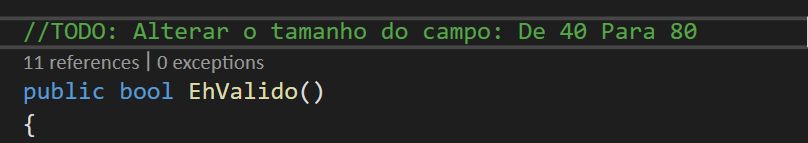 //TODO: Alterar o tamanho do campo: De 40 Para 80
11 references | 0 exceptions
public bool EhValido()
{